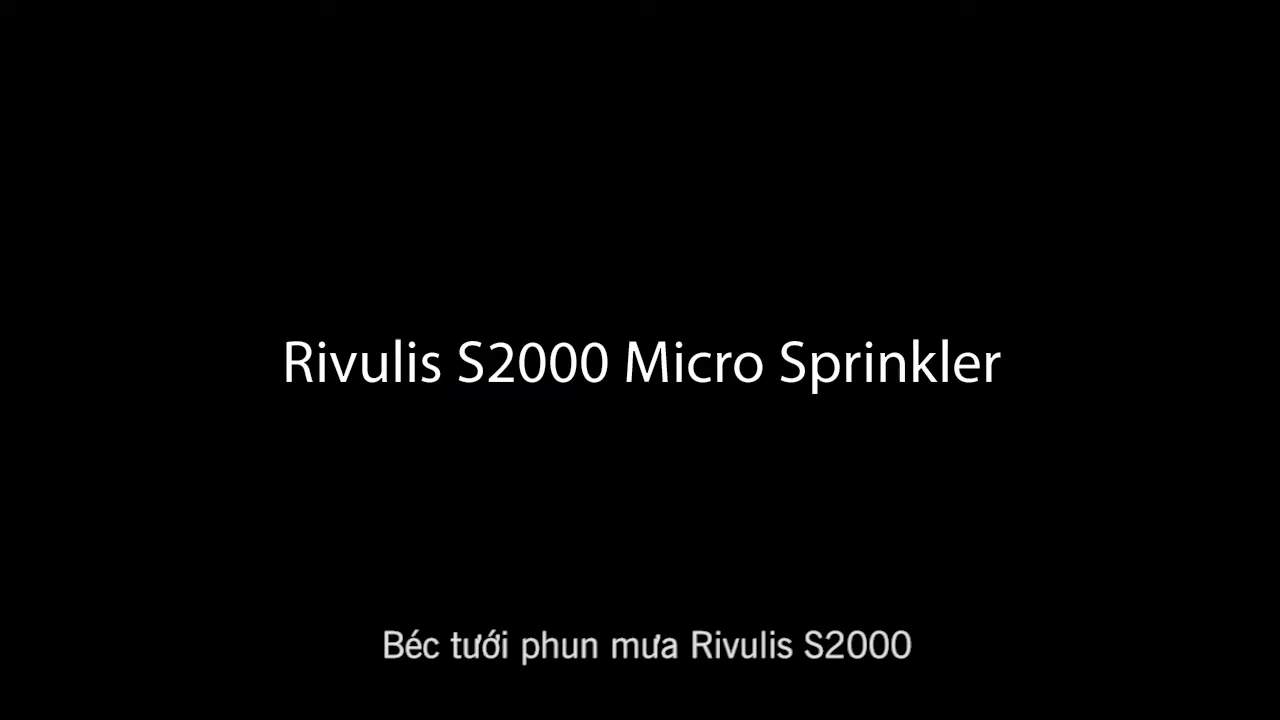 Rivulis S2000 Micro Sprinkler
Béc tưới phun mưa Rivulis S2000